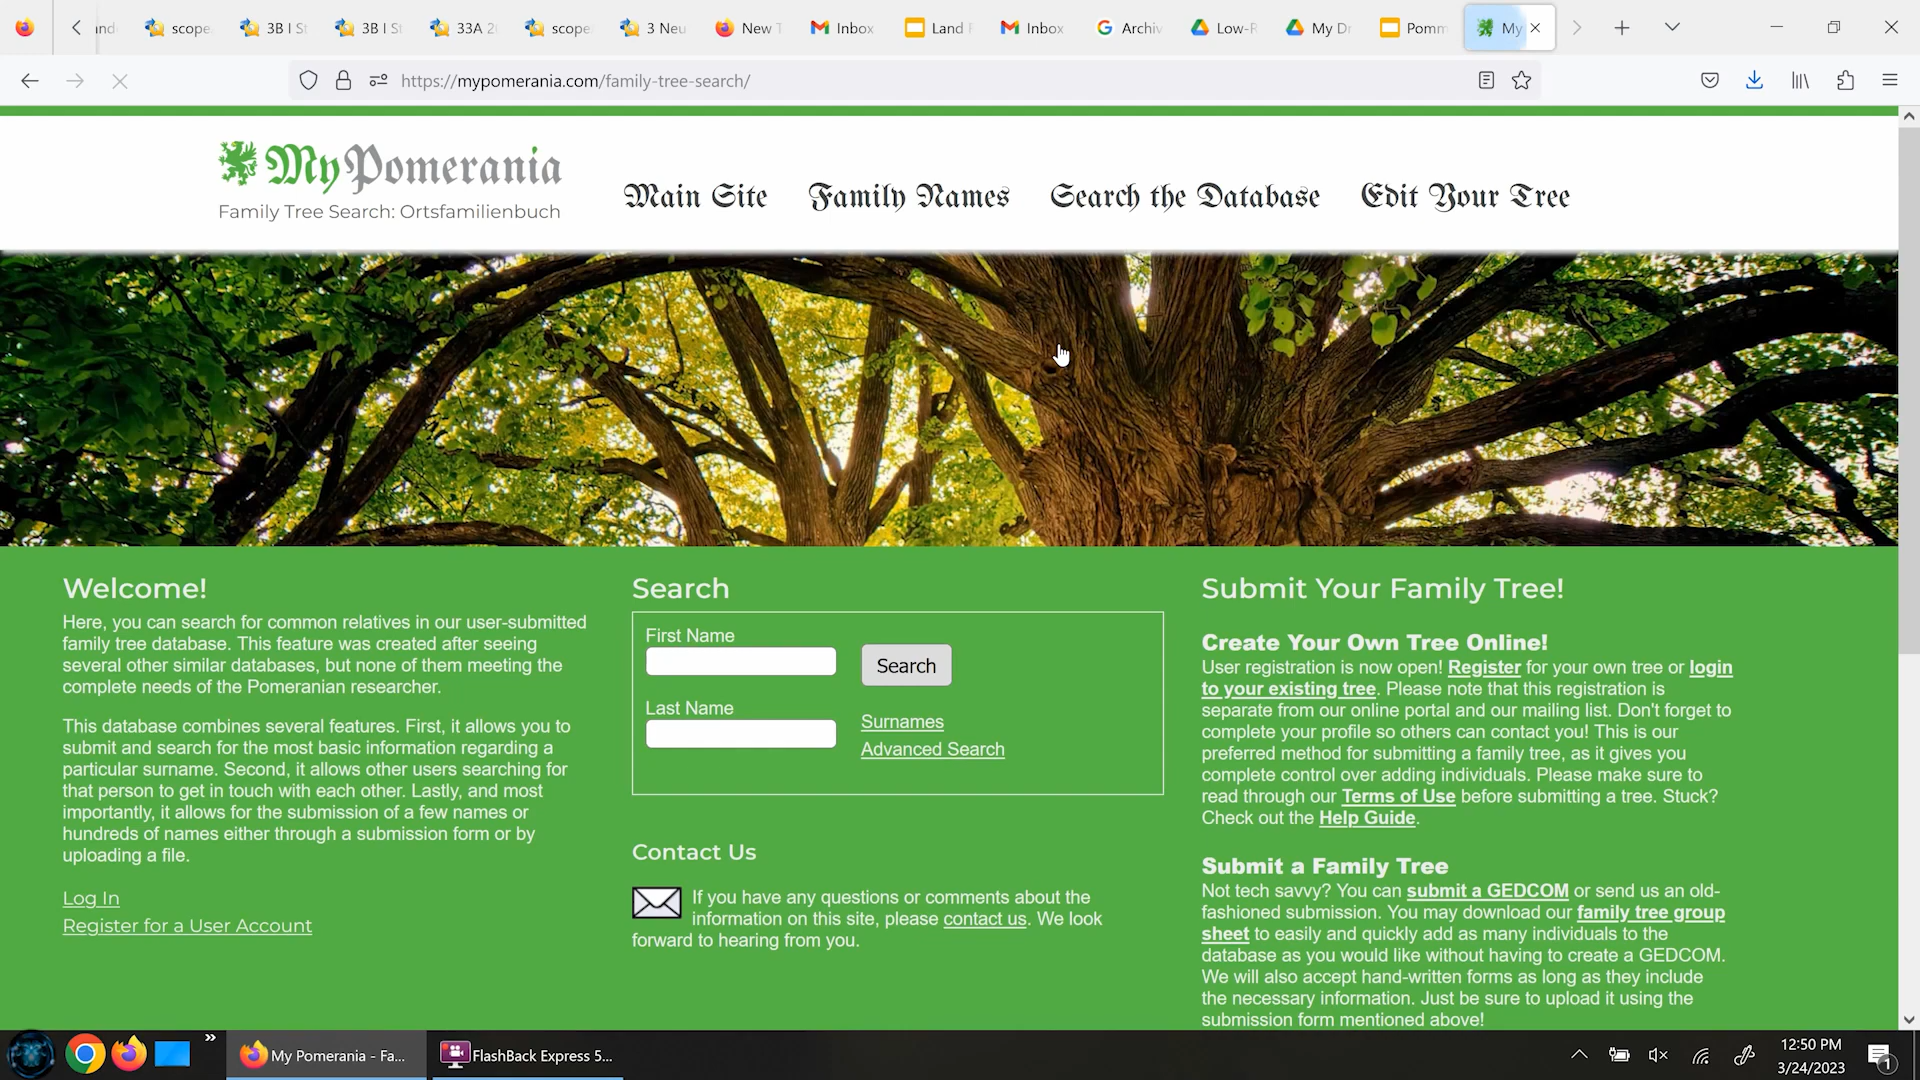 scope
3B I St
3B I St
33A 2
scope
3 Neu
New T
Inbox
Land
Inbox
Archiv
Low-R
My Dr
Pomm
My
https://mypomerania.com/family-tree-search/
MyPomerania
Family Tree Search: Ortsfamilienbuch
Main Site
Family Names
Search the Database
Edit Your Tree
Welcome!
Here, you can search for common relatives in our user-submitted
family tree database. This feature was created after seeing
several other similar databases, but none of them meeting the
complete needs of the Pomeranian researcher.
This database combines several features. First, it allows you to
submit and search for the most basic information regarding a
particular surname. Second, it allows other users searching for
that person to get in touch with each other. Lastly, and most
importantly, it allows for the submission of a few names or
hundreds of names either through a submission form or by
uploading a file.
Log In
Register for a User Account
Search
First Name
Search
Last Name
Surnames
Advanced Search
Contact Us
If you have any questions or comments about the
information on this site, please contact us. We look
forward to hearing from you.
Submit Your Family Tree!
Create Your Own Tree Online!
User registration is now open! Register for your own tree or login
to your existing tree. Please note that this registration is
separate from our online portal and our mailing list. Don't forget to
complete your profile so others can contact you! This is our
preferred method for submitting a family tree, as it gives you
complete control over adding individuals. Please make sure to
read through our Terms of Use before submitting a tree. Stuck?
Check out the Help Guide.
Submit a Family Tree
Not tech savvy? You can submit a GEDCOM or send us an old-
fashioned submission. You may download our family tree group
sheet to easily and quickly add as many individuals to the
database as you would like without having to create a GEDCOM.
We will also accept hand-written forms as long as they include
the necessary information. Just be sure to upload it using the
submission form mentioned above!
My Pomerania - Fa...
FlashBack Express 5...
12:50 PM
3/24/2023
1